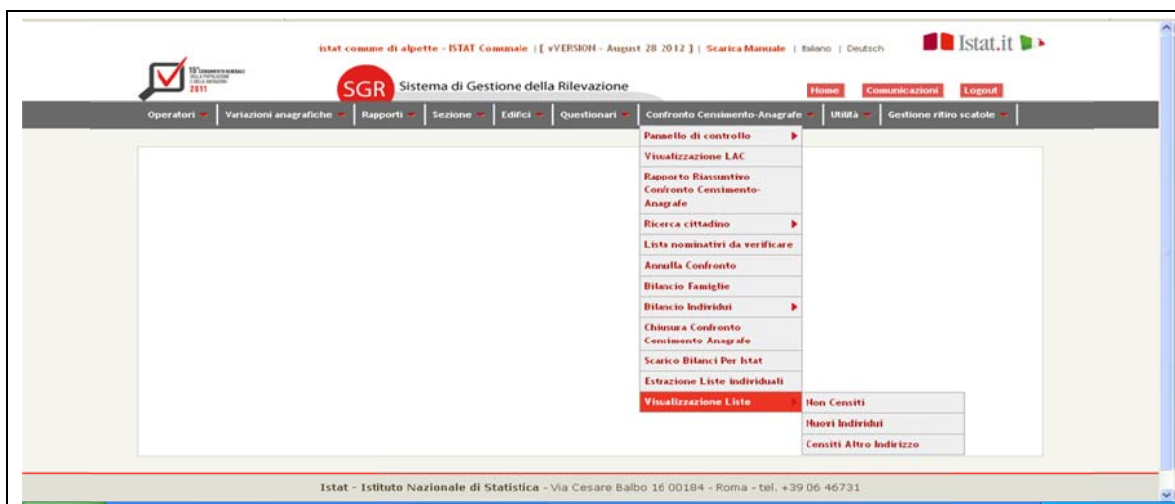 istat comune di alpette - ISTAT Comunale | [ vVERSION - August 28 2012 ] | Scarica Manuale | Italiano | Deutsch
Istat.it
15° CENSIMENTO GENERALE
2011
SGR Sistema di Gestione della Rilevazione
Home Comunicazioni Logout
Operatori Variazioni anagrafiche Rapporti Sezione Edifici Questionari Confronto Censimento-Anagrafe Utilità Gestione ritiro scatole
Pannello di controllo
Visualizzazione LAC
Rapporto Riassuntivo
Confronto Censimento-
Anagrafe
Ricerca cittadino
Lista nominativi da verificare
Annulla Confronto
Bilancio Famiglie
Bilancio Individui
Chiusura Confronto
Censimento Anagrafe
Scarico Bilanci Per Istat
Estrazione Liste individuali
Visualizzazione Liste
Non Censiti
Nuovi Individui
Censiti Altro Indirizzo
Istat - Istituto Nazionale di Statistica - Via Cesare Balbo 16 00184 - Roma - tel. +39 06 46731